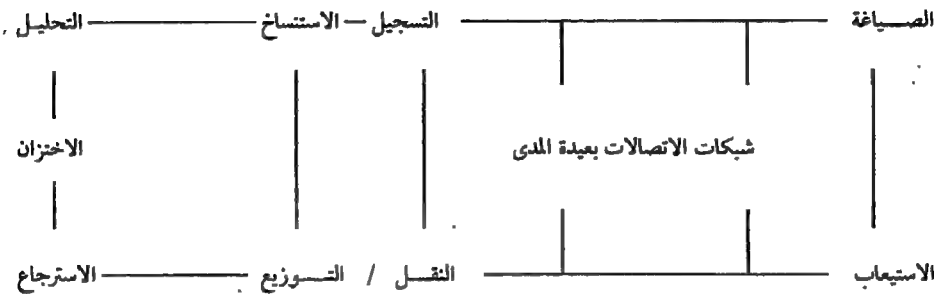 الصياغة التسجيل — الاستنساخ التحليل
شبكات الاتصالات بعيدة المدى الاختزان
الاستيعاب النقل / التوزيع الاسترجاع